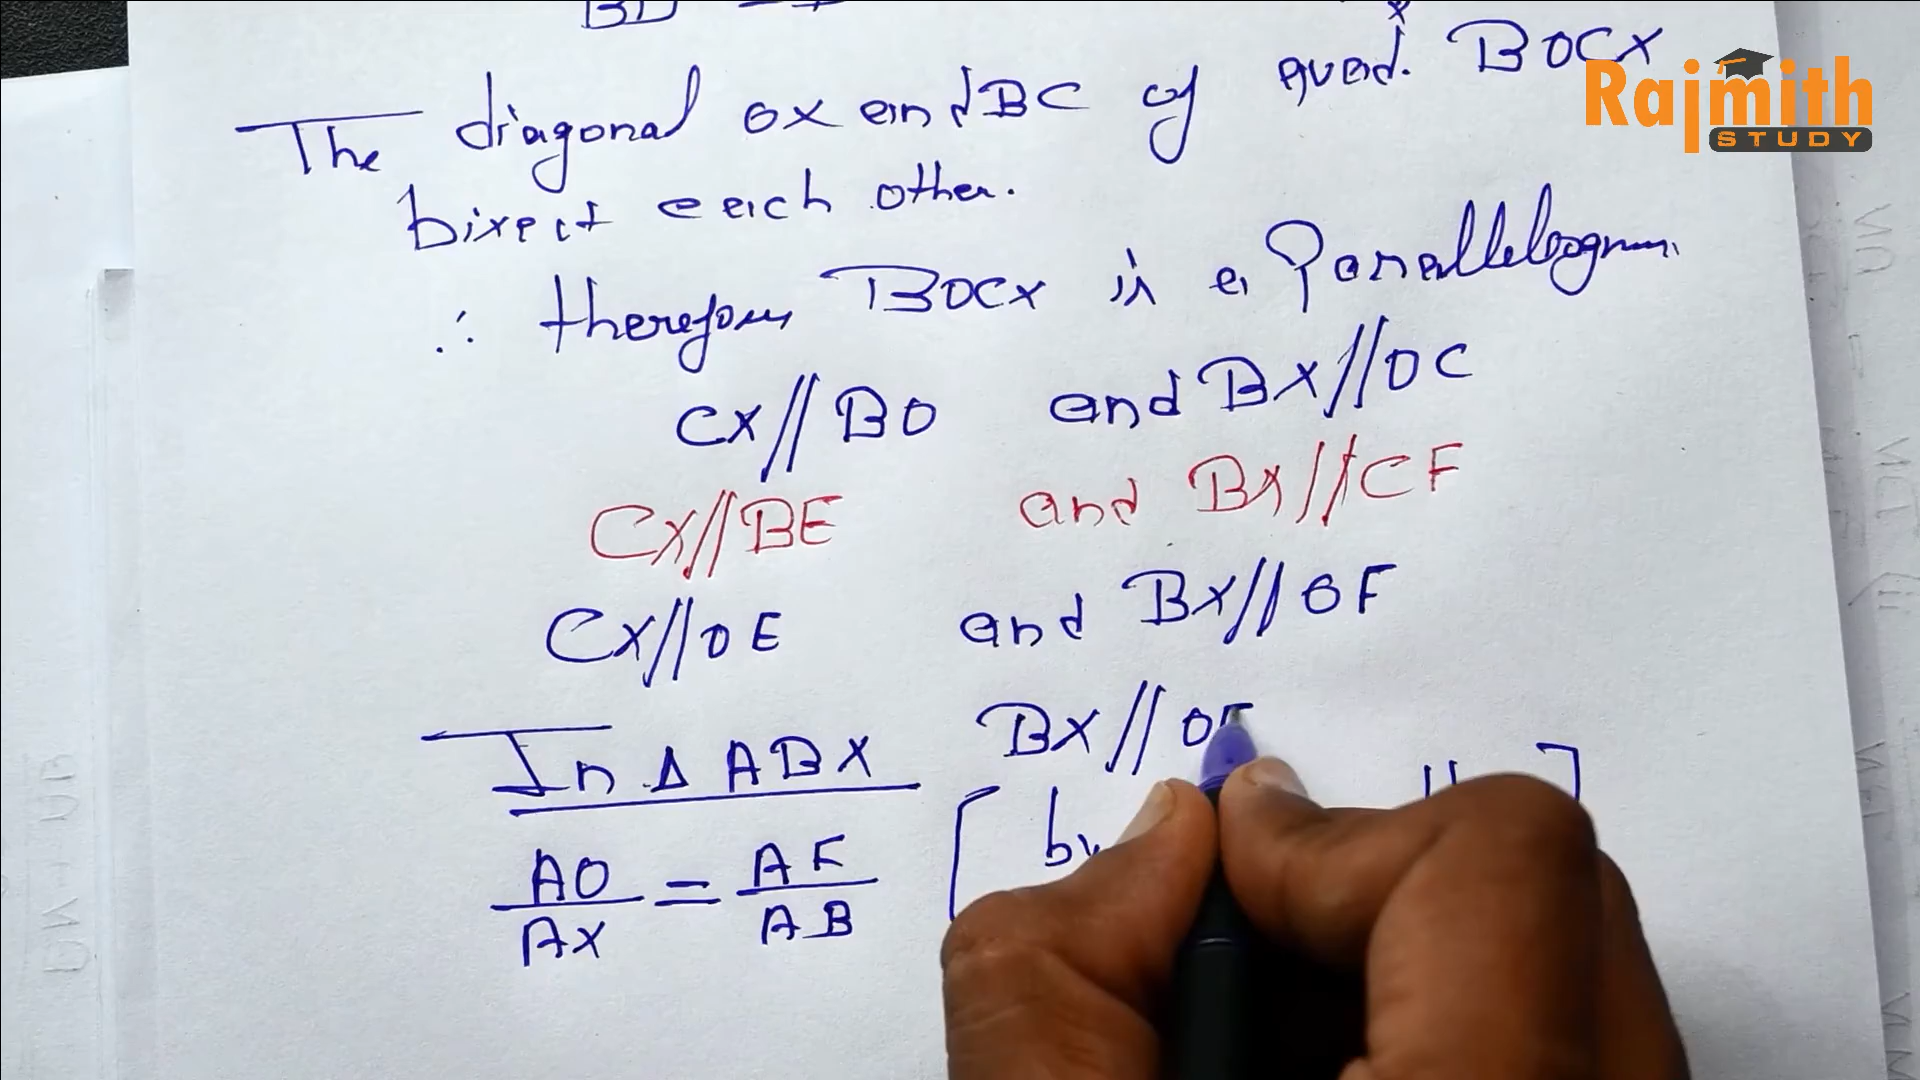 The diagonal OX and BC of quad. BOCX
bisect each other.
∴ therefore BOCX is a Parallelogram.
CX//BO and BX//OC
CX//BE and BX//CF
CX//OE and BX//OF
In Δ ABX BX//OF
AO/AX = AF/AB [
Rajmith
STUDY